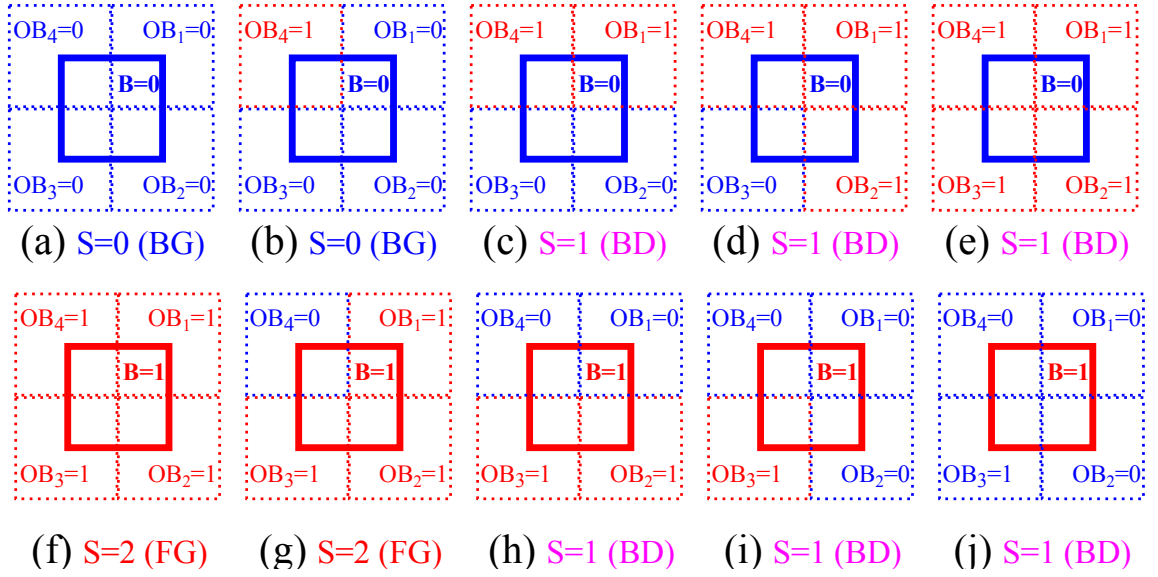 OB₄=0 OB₁=0 OB₄=1 OB₁=0 OB₄=1 OB₁=1 OB₄=1 OB₁=1 OB₄=1 OB₁=1
B=0 B=0 B=0 B=0 B=0
OB₃=0 OB₂=0 OB₃=0 OB₂=0 OB₃=0 OB₂=0 OB₃=0 OB₂=1 OB₃=1 OB₂=1
(a) S=0 (BG) (b) S=0 (BG) (c) S=1 (BD) (d) S=1 (BD) (e) S=1 (BD)
OB₄=1 OB₁=1 OB₄=0 OB₁=1 OB₄=0 OB₁=0 OB₄=0 OB₁=0 OB₄=0 OB₁=0
B=1 B=1 B=1 B=1 B=1
OB₃=1 OB₂=1 OB₃=1 OB₂=1 OB₃=1 OB₂=1 OB₃=1 OB₂=0 OB₃=1 OB₂=0
(f) S=2 (FG) (g) S=2 (FG) (h) S=1 (BD) (i) S=1 (BD) (j) S=1 (BD)